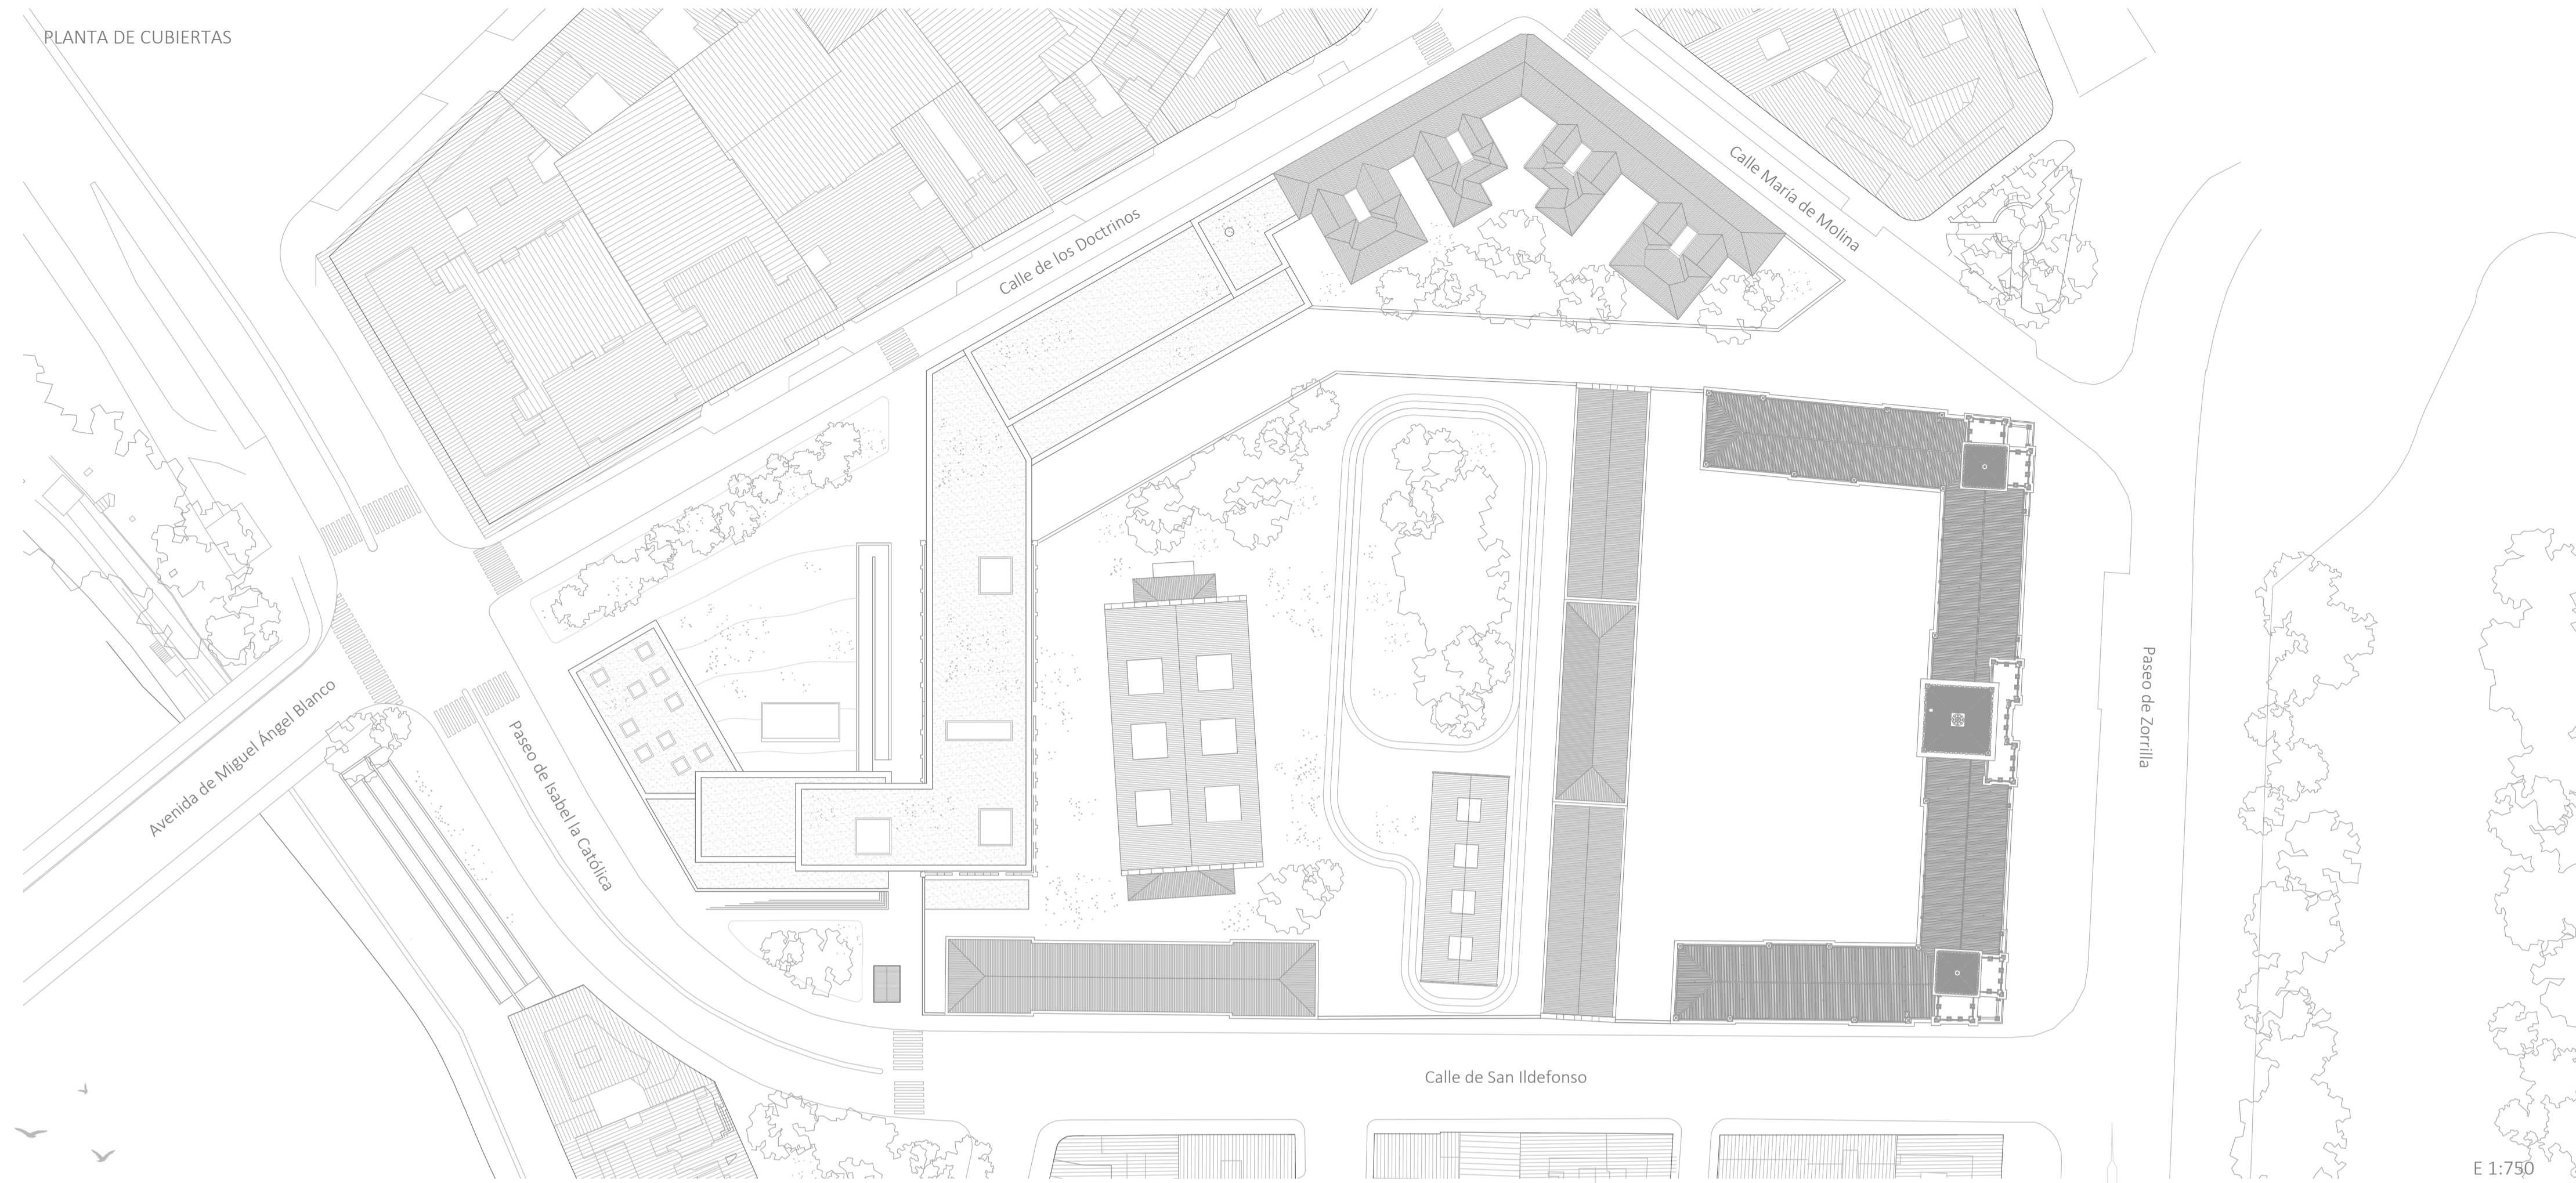 PLANTA DE CUBIERTAS
Calle María de Molina
Calle de los Doctrinos
Avenida de Miguel Ángel Blanco
Paseo de Isabel la Católica
Paseo de Zorrilla
Calle de San Ildefonso
E 1:750